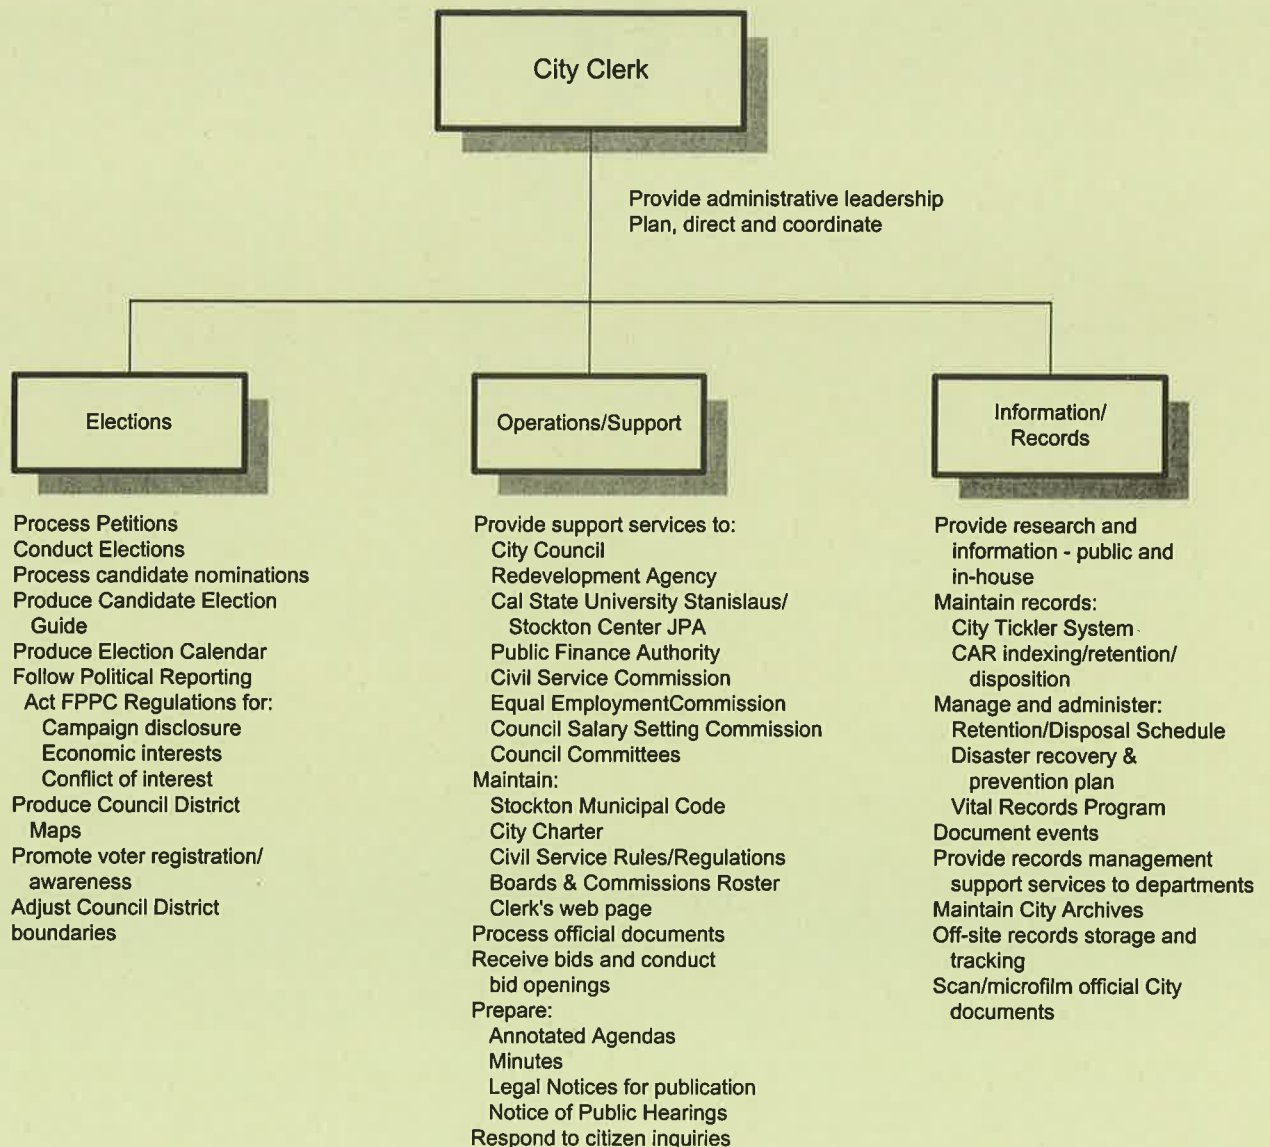 City Clerk
Provide administrative leadership
Plan, direct and coordinate
Elections
Process Petitions
Conduct Elections
Process candidate nominations
Produce Candidate Election
Guide
Produce Election Calendar
Follow Political Reporting
Act FPPC Regulations for:
Campaign disclosure
Economic interests
Conflict of interest
Produce Council District
Maps
Promote voter registration/
awareness
Adjust Council District
boundaries
Operations/Support
Provide support services to:
City Council
Redevelopment Agency
Cal State University Stanislaus/
Stockton Center JPA
Public Finance Authority
Civil Service Commission
Equal EmploymentCommission
Council Salary Setting Commission
Council Committees
Maintain:
Stockton Municipal Code
City Charter
Civil Service Rules/Regulations
Boards & Commissions Roster
Clerk's web page
Process official documents
Receive bids and conduct
bid openings
Prepare:
Annotated Agendas
Minutes
Legal Notices for publication
Notice of Public Hearings
Respond to citizen inquiries
Information/
Records
Provide research and
information - public and
in-house
Maintain records:
City Tickler System
CAR indexing/retention/
disposition
Manage and administer:
Retention/Disposal Schedule
Disaster recovery &
prevention plan
Vital Records Program
Document events
Provide records management
support services to departments
Maintain City Archives
Off-site records storage and
tracking
Scan/microfilm official City
documents